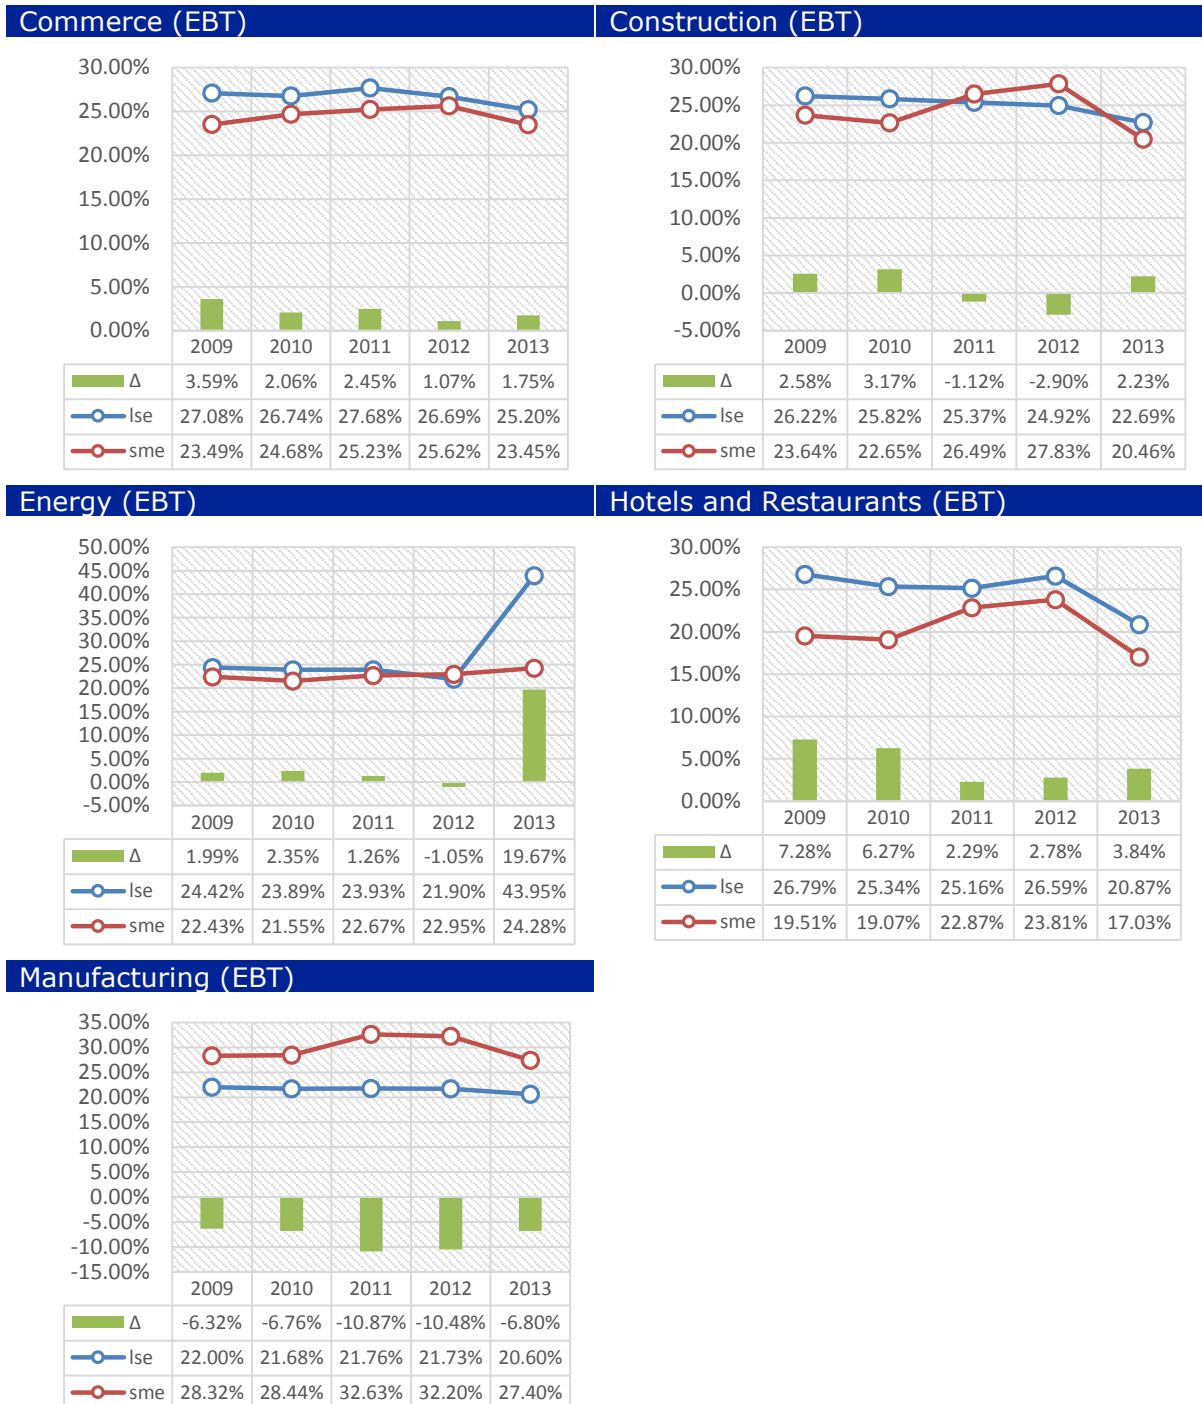 Commerce (EBT)
30.00%
25.00%
20.00%
15.00%
10.00%
5.00%
0.00%
2009 2010 2011 2012 2013
Δ 3.59% 2.06% 2.45% 1.07% 1.75%
lse 27.08% 26.74% 27.68% 26.69% 25.20%
sme 23.49% 24.68% 25.23% 25.62% 23.45%
Construction (EBT)
30.00%
25.00%
20.00%
15.00%
10.00%
5.00%
0.00%
-5.00%
2009 2010 2011 2012 2013
Δ 2.58% 3.17% -1.12% -2.90% 2.23%
lse 26.22% 25.82% 25.37% 24.92% 22.69%
sme 23.64% 22.65% 26.49% 27.83% 20.46%
Energy (EBT)
50.00%
45.00%
40.00%
35.00%
30.00%
25.00%
20.00%
15.00%
10.00%
5.00%
0.00%
-5.00%
2009 2010 2011 2012 2013
Δ 1.99% 2.35% 1.26% -1.05% 19.67%
lse 24.42% 23.89% 23.93% 21.90% 43.95%
sme 22.43% 21.55% 22.67% 22.95% 24.28%
Hotels and Restaurants (EBT)
30.00%
25.00%
20.00%
15.00%
10.00%
5.00%
0.00%
2009 2010 2011 2012 2013
Δ 7.28% 6.27% 2.29% 2.78% 3.84%
lse 26.79% 25.34% 25.16% 26.59% 20.87%
sme 19.51% 19.07% 22.87% 23.81% 17.03%
Manufacturing (EBT)
35.00%
30.00%
25.00%
20.00%
15.00%
10.00%
5.00%
0.00%
-5.00%
-10.00%
-15.00%
2009 2010 2011 2012 2013
Δ -6.32% -6.76% -10.87% -10.48% -6.80%
lse 22.00% 21.68% 21.76% 21.73% 20.60%
sme 28.32% 28.44% 32.63% 32.20% 27.40%